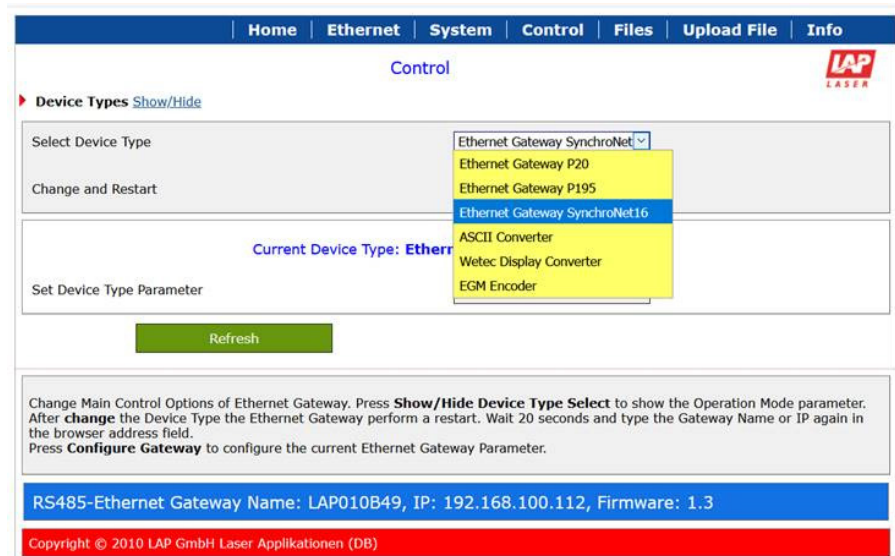 Home | Ethernet | System | Control | Files | Upload File | Info
Control
LAP
LASER
Device Types Show/Hide
Select Device Type
Ethernet Gateway SynchroNet
Ethernet Gateway P20
Ethernet Gateway P195
Change and Restart
Ethernet Gateway SynchroNet16
ASCII Converter
Current Device Type:
Wetec Display Converter
Set Device Type Parameter
EGM Encoder
Refresh
Change Main Control Options of Ethernet Gateway. Press Show/Hide Device Type Select to show the Operation Mode parameter.
After change the Device Type the Ethernet Gateway perform a restart. Wait 20 seconds and type the Gateway Name or IP again in
the browser address field.
Press Configure Gateway to configure the current Ethernet Gateway Parameter.
RS485-Ethernet Gateway Name: LAP010B49, IP: 192.168.100.112, Firmware: 1.3
Copyright © 2010 LAP GmbH Laser Applikationen (DB)